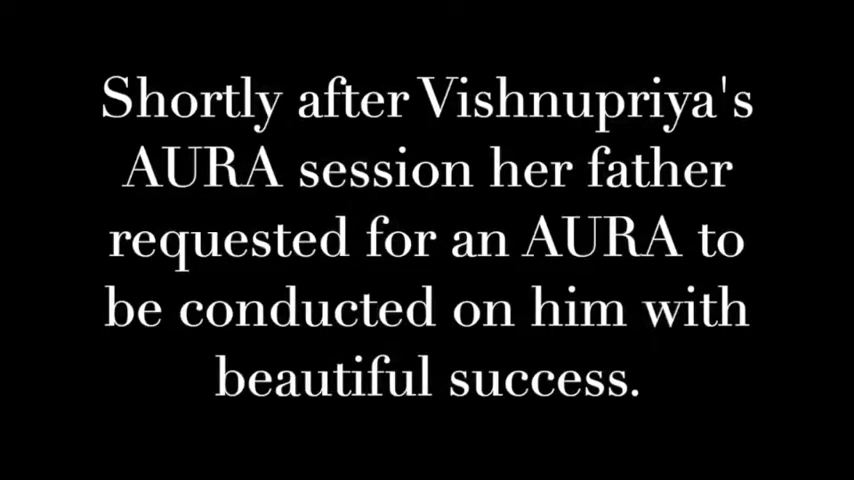 Shortly after Vishnupriya's
AURA session her father
requested for an AURA to
be conducted on him with
beautiful success.